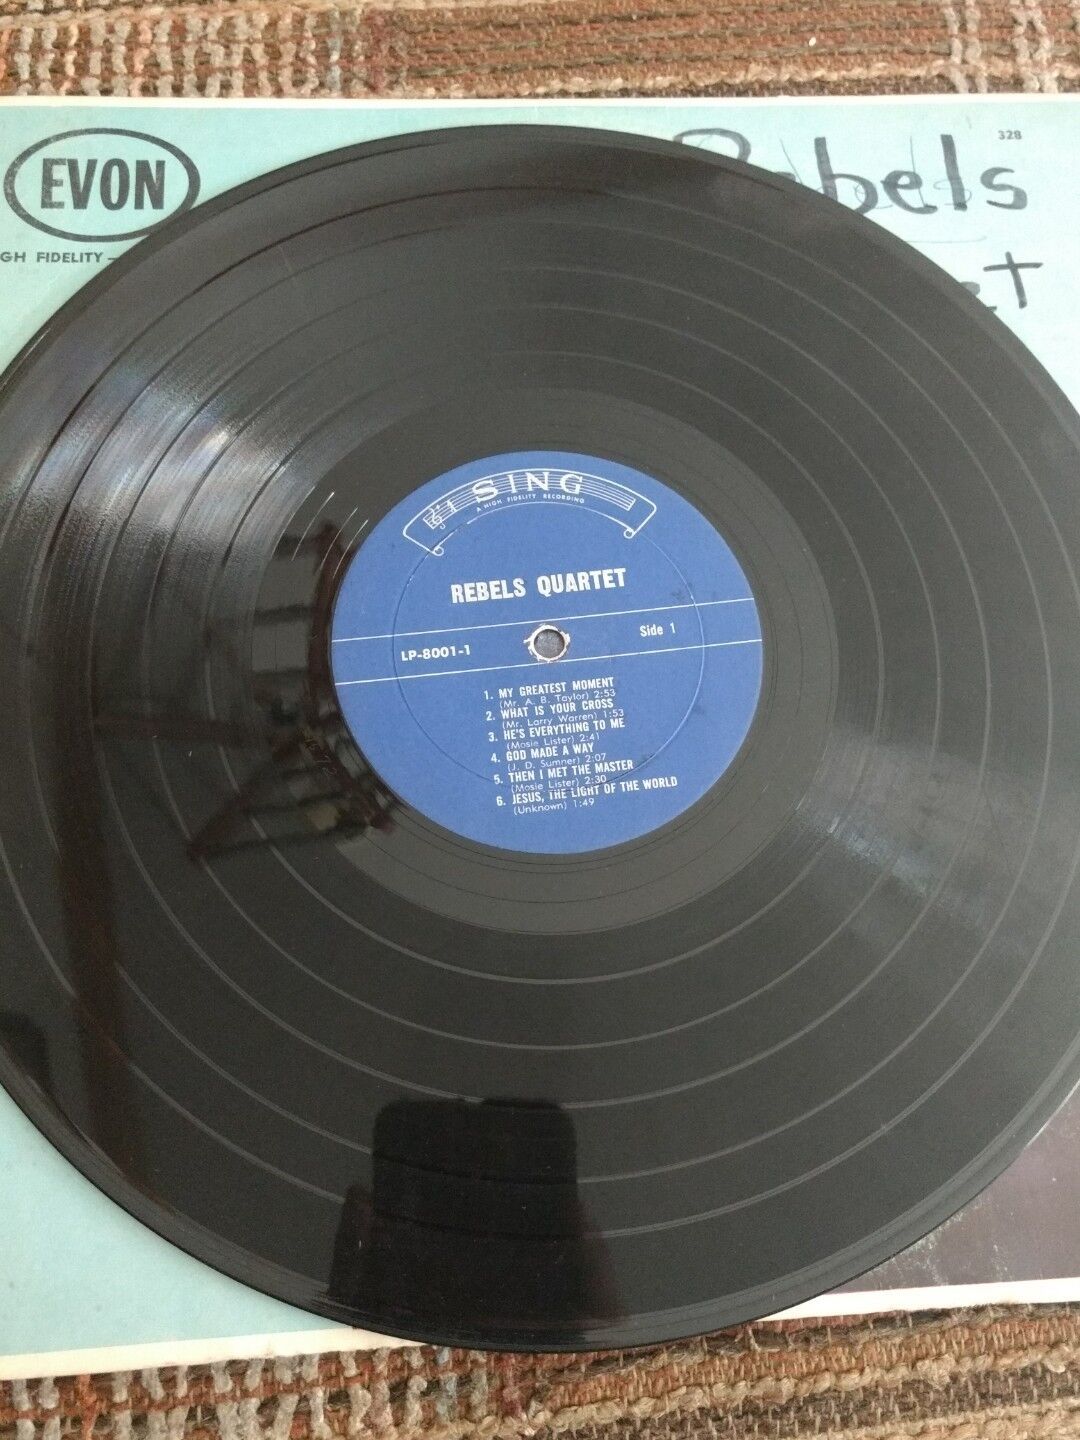 EVON
GH FIDELITY
328
Rebels
SING
A HIGH FIDELITY RECORDING
REBELS QUARTET
LP-8001-1
Side 1
1. MY GREATEST MOMENT
(Mr. A. B. Taylor) 2:53
2. WHAT IS YOUR CROSS
(Mr. Larry Warren) 1:53
3. HE'S EVERYTHING TO ME
(Mosie Lister) 2:41
4. GOD MADE A WAY
(J. D. Sumner) 2:07
5. THEN I MET THE MASTER
(Mosie Lister) 2:30
6. JESUS, THE LIGHT OF THE WORLD
(Unknown) 1:49